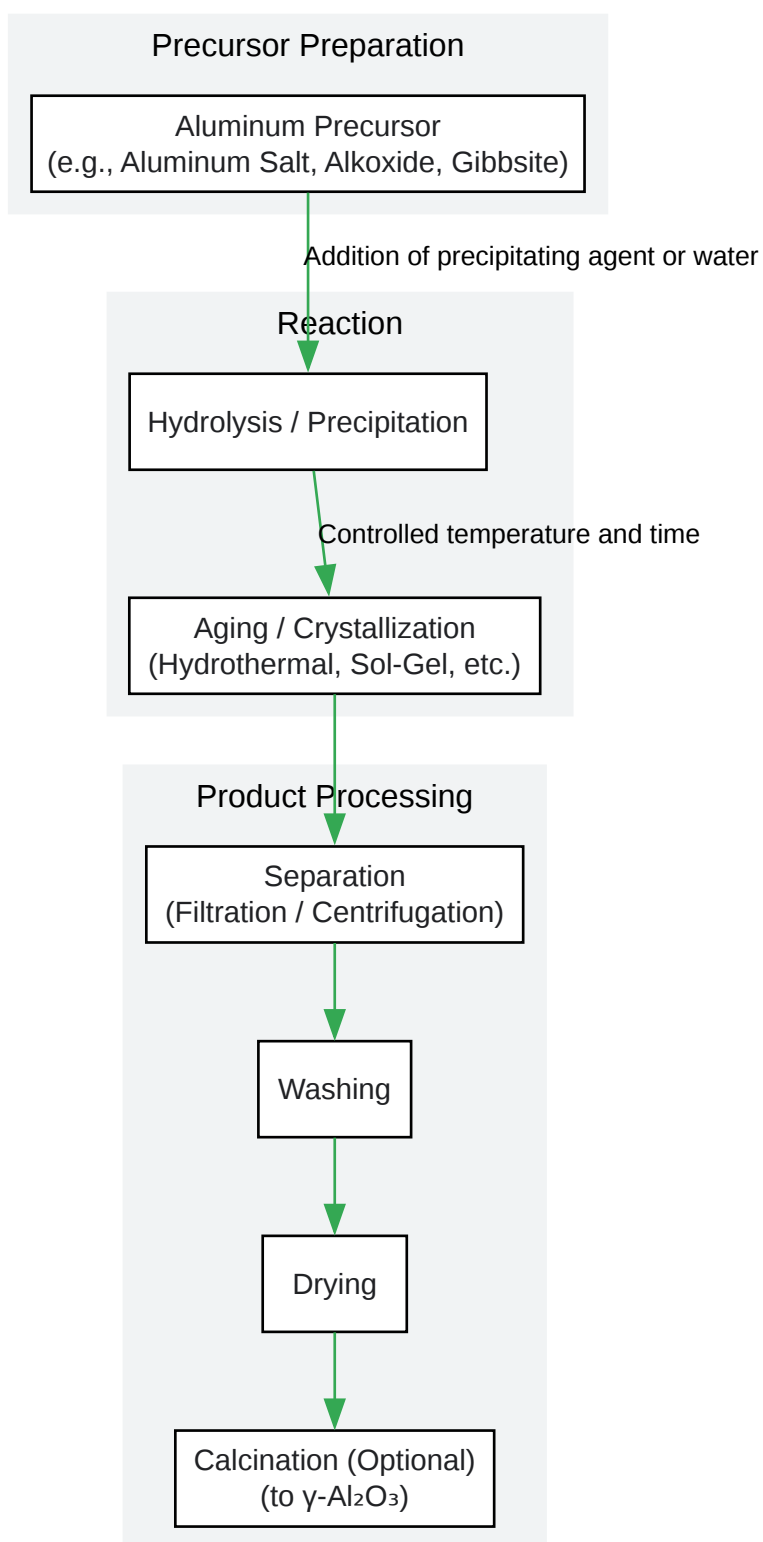 Precursor Preparation
Aluminum Precursor
(e.g., Aluminum Salt, Alkoxide, Gibbsite)
Addition of precipitating agent or water
Reaction
Hydrolysis / Precipitation
Controlled temperature and time
Aging / Crystallization
(Hydrothermal, Sol-Gel, etc.)
Product Processing
Separation
(Filtration / Centrifugation)
Washing
Drying
Calcination (Optional)
(to γ-Al₂O₃)